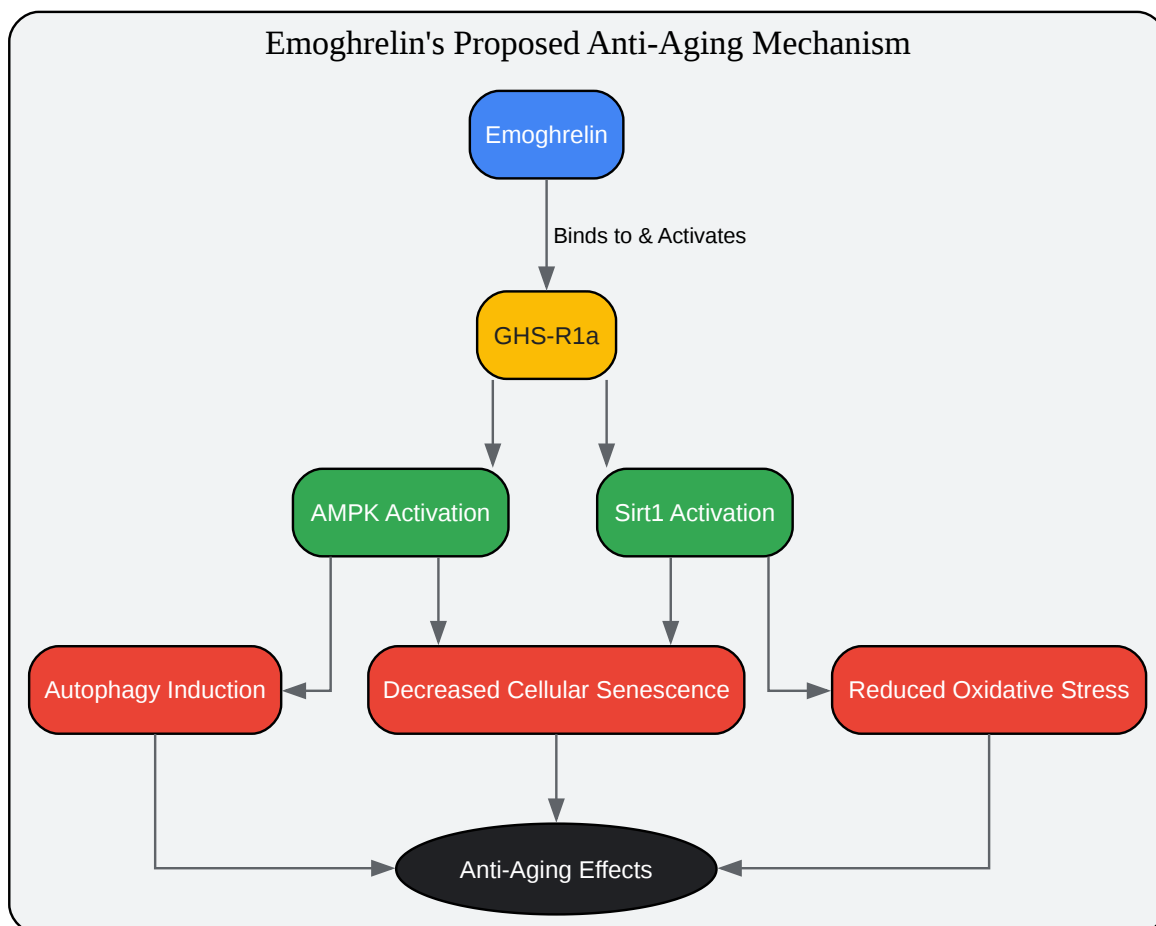 Emoghrelin's Proposed Anti-Aging Mechanism
Emoghrelin
Binds to & Activates
GHS-R1a
AMPK Activation
Sirt1 Activation
Autophagy Induction
Decreased Cellular Senescence
Reduced Oxidative Stress
Anti-Aging Effects